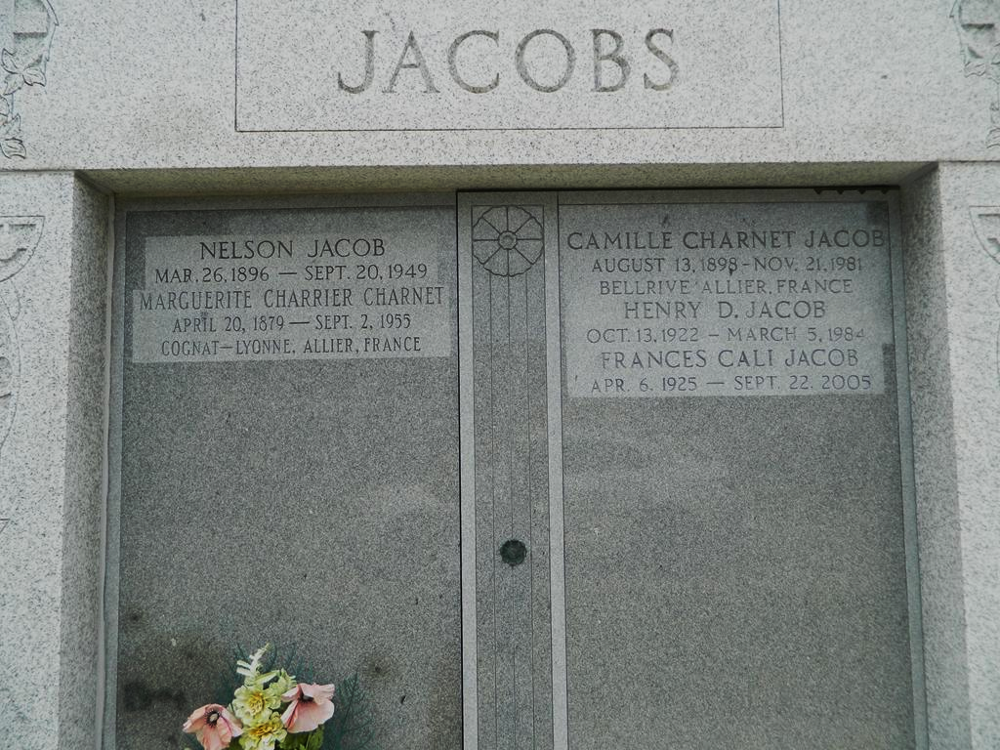 JACOBS
NELSON JACOB
MAR. 26, 1896 — SEPT. 20, 1949
MARGUERITE CHARRIER CHARNET
APRIL 20, 1879 — SEPT. 2, 1955
COGNAT—LYONNE, ALLIER, FRANCE
CAMILLE CHARNET JACOB
AUGUST 13, 1898 - NOV. 21, 1981
BELLRIVE ALLIER, FRANCE
HENRY D. JACOB
OCT. 13, 1922 — MARCH 5, 1984
FRANCES CALI JACOB
APR. 6, 1925 — SEPT. 22, 2005